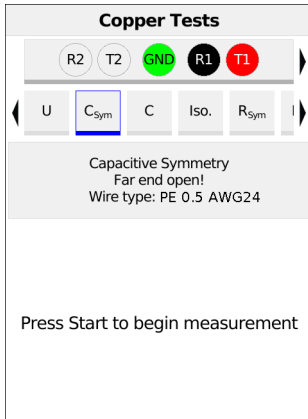 Copper Tests
R2 T2 GND R1 T1
U CSym C Iso. RSym
Capacitive Symmetry
Far end open!
Wire type: PE 0.5 AWG24
Press Start to begin measurement